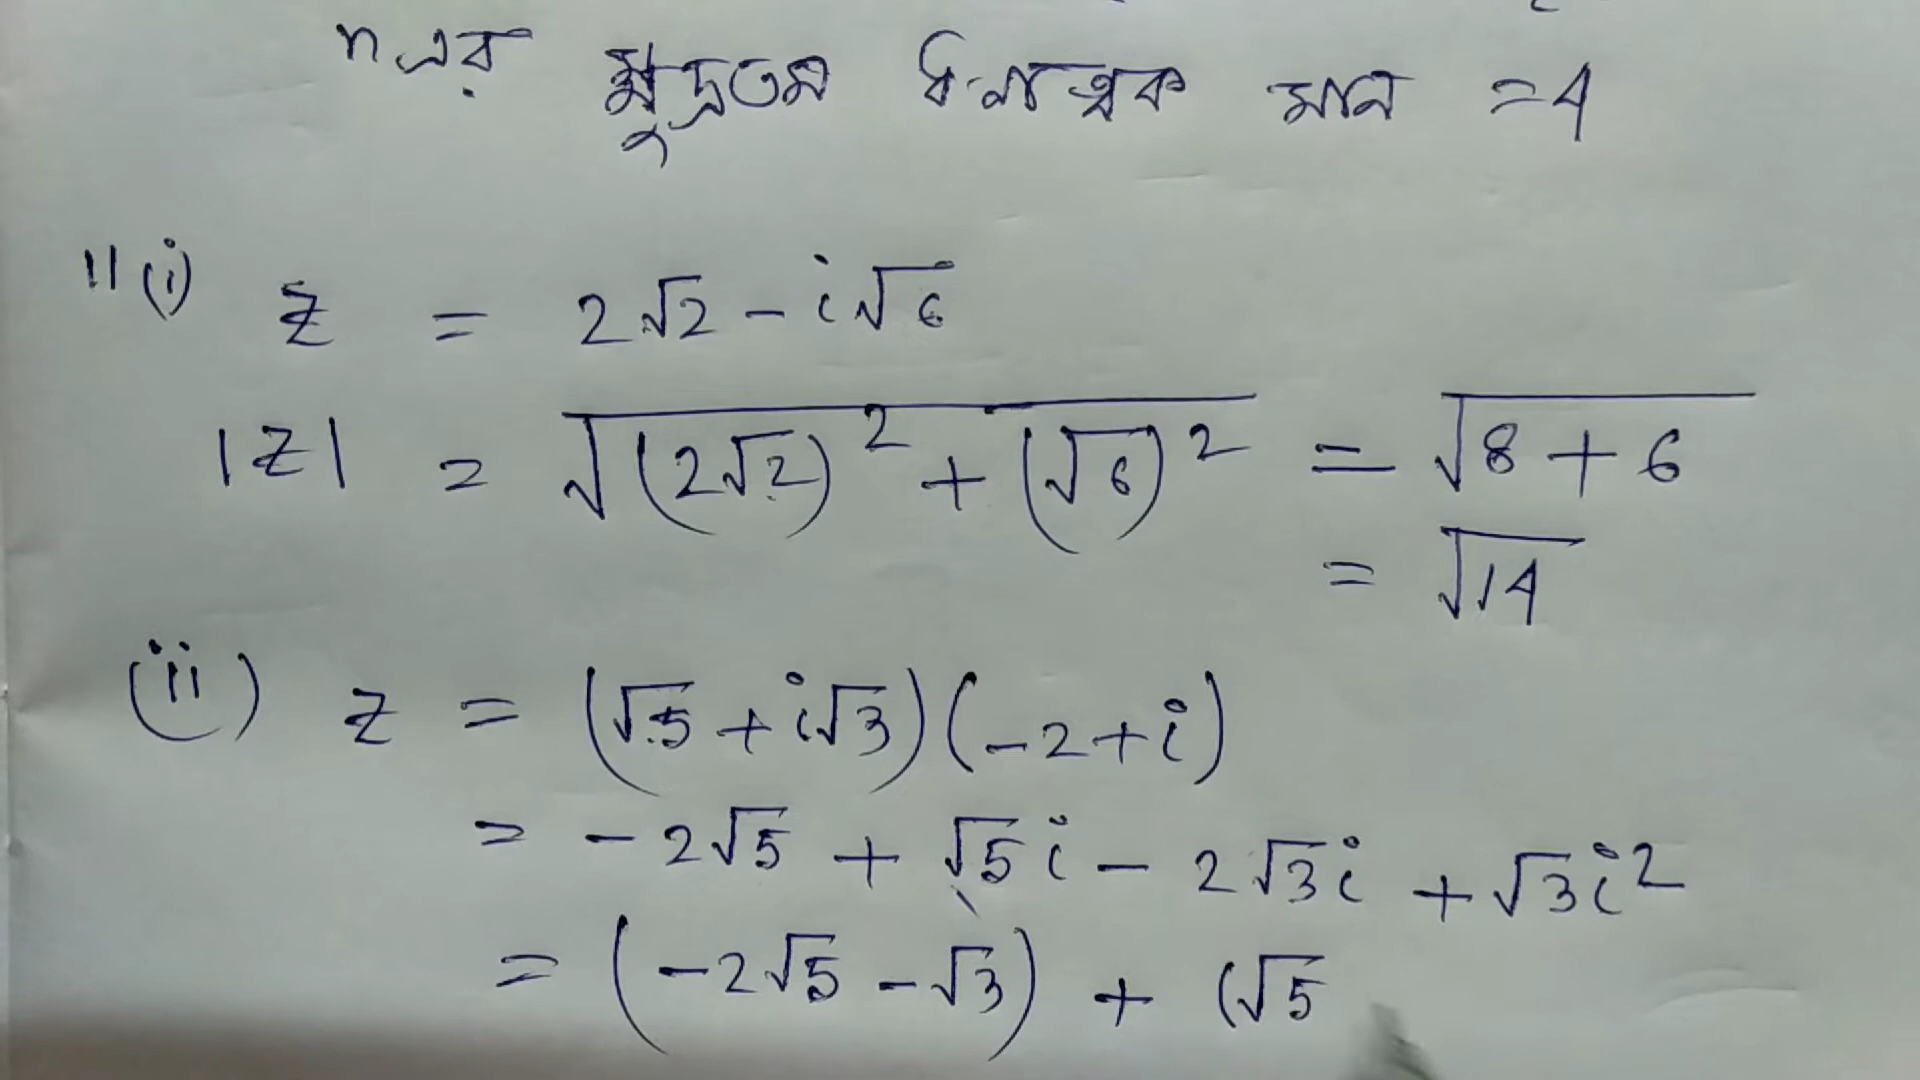 n এর ক্ষুদ্রতম ধনাত্বক মান = 4
11 (i) z = 2√2 - i√6
|z| = √((2√2)² + (√6)²) = √(8 + 6)
= √14
(ii) z = (√5 + i√3)(-2 + i)
= -2√5 + √5 i - 2√3 i + √3 i²
= (-2√5 - √3) + (√5